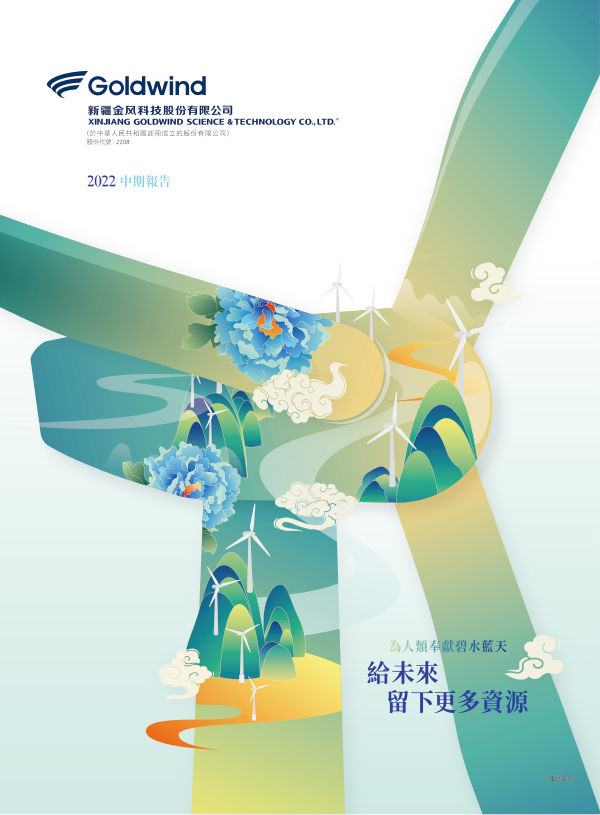 Goldwind
新疆金风科技股份有限公司
XINJIANG GOLDWIND SCIENCE & TECHNOLOGY CO., LTD.*
(於中華人民共和國註冊成立的股份有限公司)
股份代號：2208
2022 中期報告
為人類奉獻碧水藍天
給未來
留下更多資源